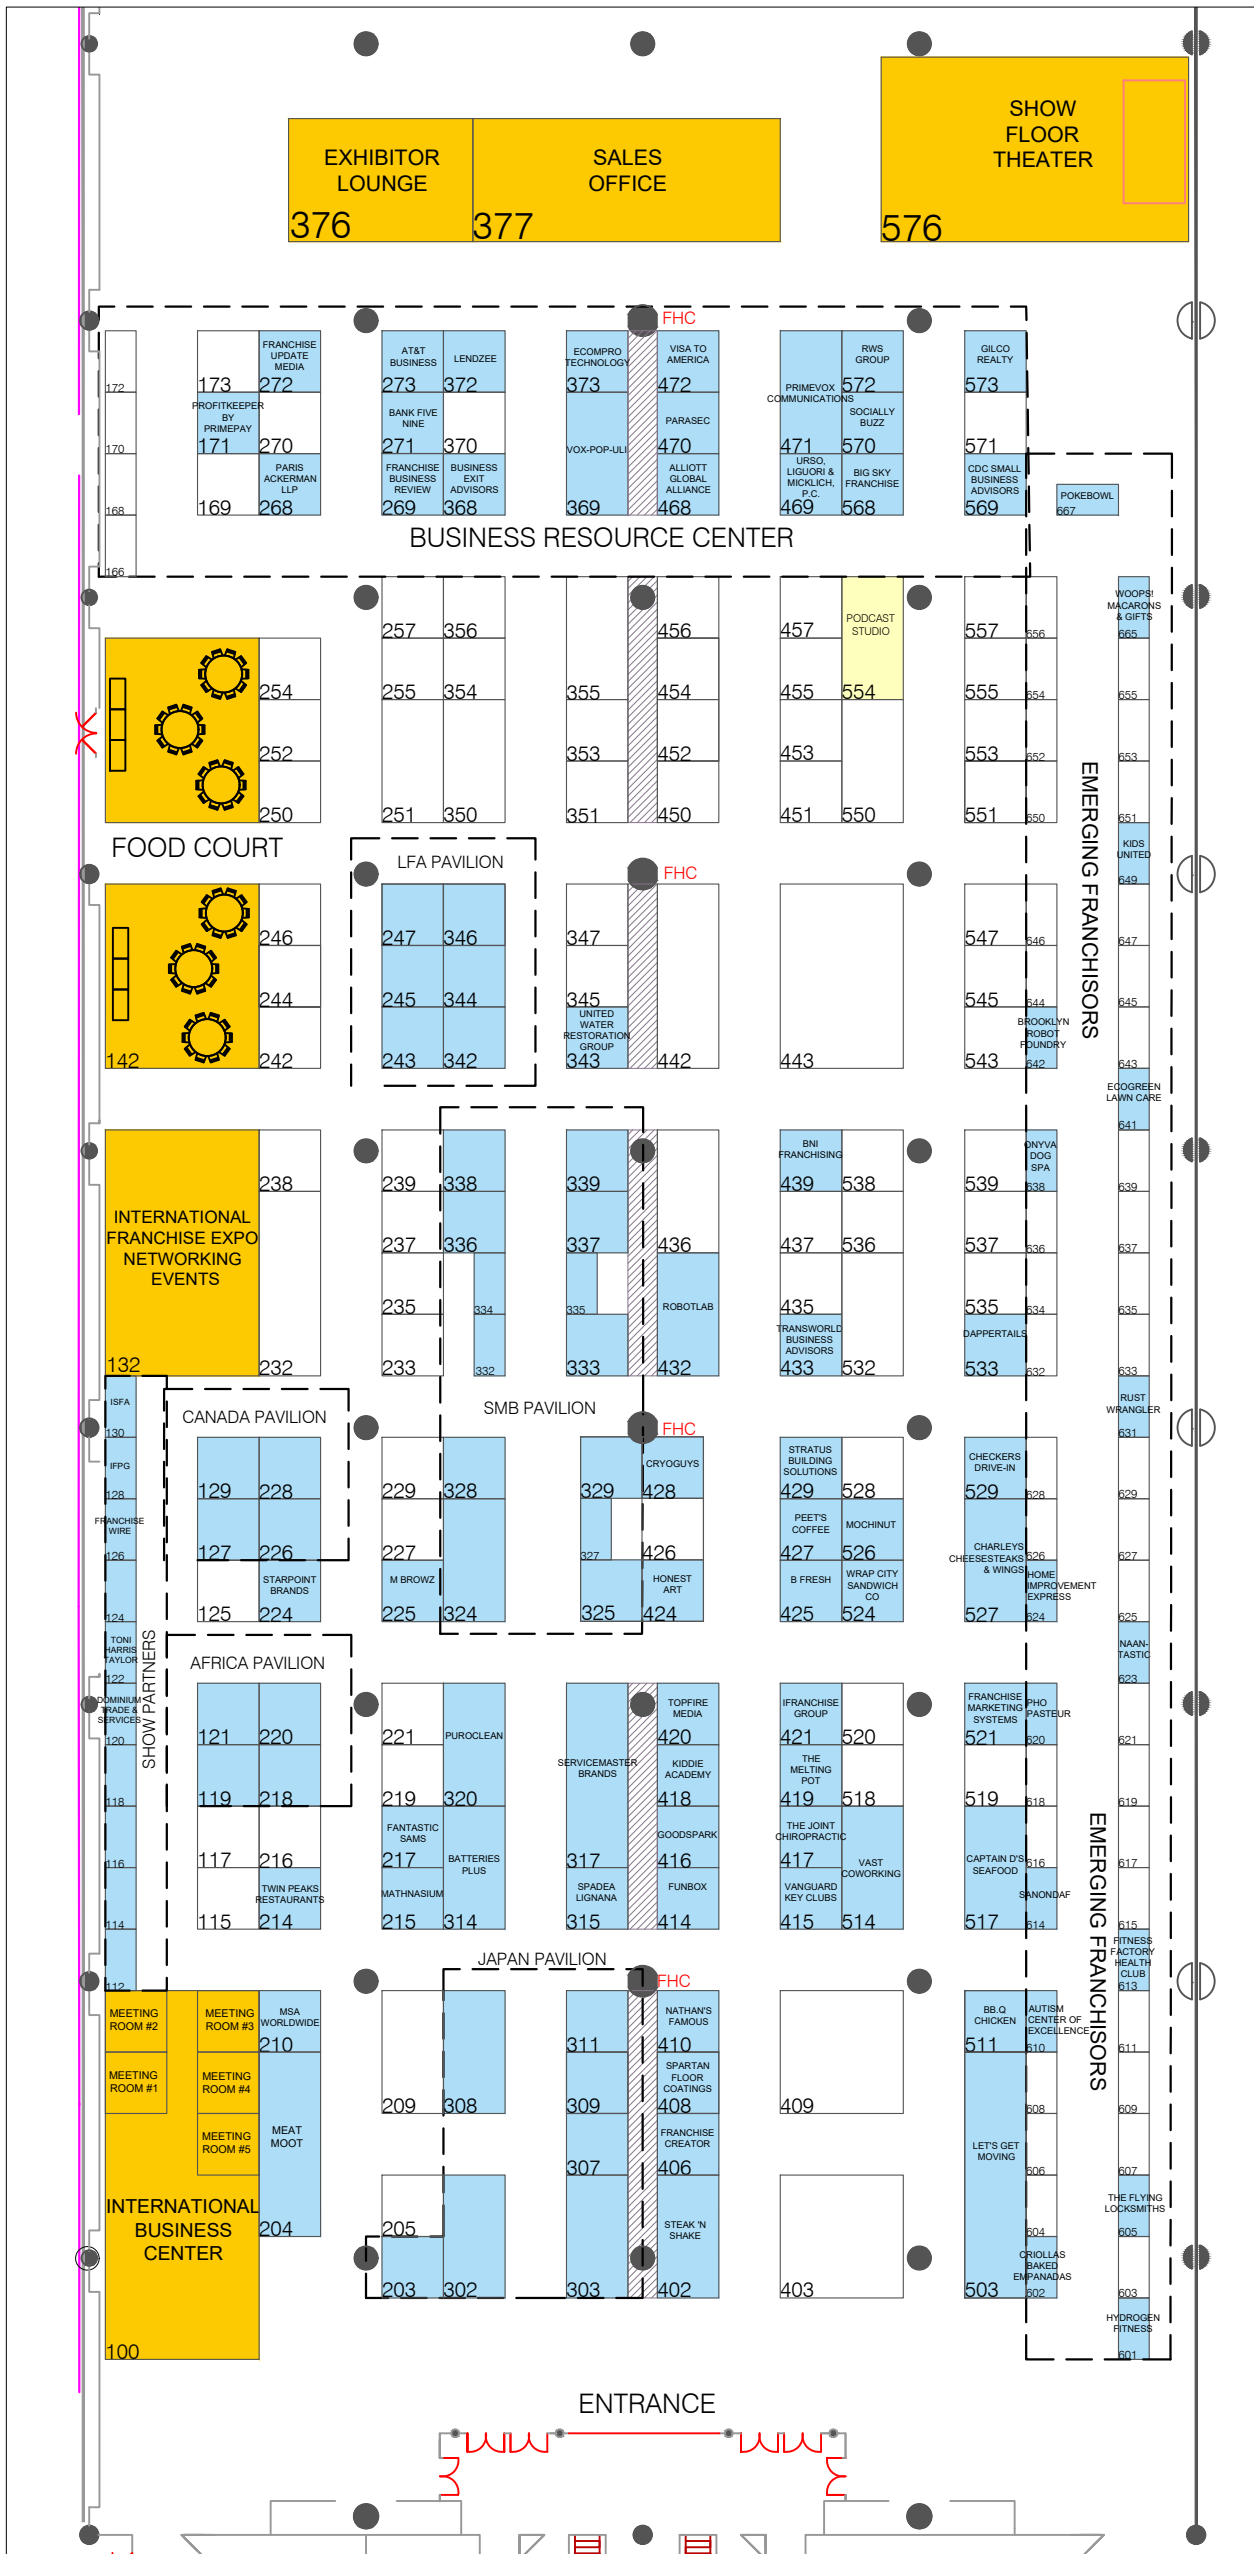 SHOW
FLOOR
THEATER
576
EXHIBITOR
LOUNGE
376
SALES
OFFICE
377
FHC
172
170
168
166
173
FRANCHISE
UPDATE
MEDIA
272
PROFITKEEPER
BY
PRIMEPAY
171
270
169
PARIS
ACKERMAN
LLP
268
AT&T
BUSINESS
273
LENDZEE
372
BANK FIVE
NINE
271
370
FRANCHISE
BUSINESS
REVIEW
269
BUSINESS
EXIT
ADVISORS
368
ECOMPRO
TECHNOLOGY
373
VISA TO
AMERICA
472
VOX-POP-ULI
369
PARASEC
470
ALLIOTT
GLOBAL
ALLIANCE
468
PRIMEVOX
COMMUNICATIONS
471
RWS
GROUP
572
SOCIALLY
BUZZ
570
URSO,
LIGUORI &
MICKLICH,
P.C.
469
BIG SKY
FRANCHISE
568
GILCO
REALTY
573
571
CDC SMALL
BUSINESS
ADVISORS
569
POKEBOWL
667
BUSINESS RESOURCE CENTER
254
252
250
257
356
255
354
251
350
355
456
454
353
452
351
450
457
PODCAST
STUDIO
554
455
453
451
550
557
656
555
654
553
652
551
650
WOOPS!
MACARONS
& GIFTS
665
655
653
651
EMERGING FRANCHISORS
FOOD COURT
LFA PAVILION
FHC
KIDS
UNITED
649
142
246
244
242
247
346
245
344
243
342
347
345
UNITED
WATER
RESTORATION
GROUP
343
442
443
547
646
545
644
543
BROOKLYN
ROBOT
FOUNDRY
642
647
645
643
ECOGREEN
LAWN CARE
641
INTERNATIONAL
FRANCHISE EXPO
NETWORKING
EVENTS
132
238
232
239
338
237
336
235
334
233
332
339
337
335
333
436
ROBOTLAB
432
BNI
FRANCHISING
439
538
437
536
435
TRANSWORLD
BUSINESS
ADVISORS
433
532
539
ONYVA
DOG
SPA
638
537
636
535
634
DAPPERTAILS
533
632
639
637
635
633
ISFA
130
IFPG
128
FRANCHISE
WIRE
126
124
TONI
HARRIS
TAYLOR
122
DOMINIUM
TRADE &
SERVICES
120
118
116
114
112
SHOW PARTNERS
CANADA PAVILION
129
228
127
226
125
STARPOINT
BRANDS
224
SMB PAVILION
FHC
229
328
227
M BROWZ
225
324
329
CRYOGUYS
428
327
426
325
HONEST
ART
424
STRATUS
BUILDING
SOLUTIONS
429
528
PEET'S
COFFEE
427
MOCHINUT
526
B FRESH
425
WRAP CITY
SANDWICH
CO
524
CHECKERS
DRIVE-IN
529
628
CHARLEYS
CHEESESTEAKS
& WINGS
527
626
HOME
IMPROVEMENT
EXPRESS
624
RUST
WRANGLER
631
629
627
625
NAAN-
TASTIC
623
AFRICA PAVILION
121
220
119
218
117
216
115
TWIN PEAKS
RESTAURANTS
214
221
PUROCLEAN
320
219
FANTASTIC
SAMS
217
BATTERIES
PLUS
314
MATHNASIUM
215
SERVICEMASTER
BRANDS
317
SPADEA
LIGNANA
315
TOPFIRE
MEDIA
420
KIDDIE
ACADEMY
418
GOODSPARK
416
FUNBOX
414
IFRANCHISE
GROUP
421
520
THE
MELTING
POT
419
518
THE JOINT
CHIROPRACTIC
417
VAST
COWORKING
514
VANGUARD
KEY CLUBS
415
FRANCHISE
MARKETING
SYSTEMS
521
PHO
PASTEUR
620
519
618
CAPTAIN D'S
SEAFOOD
517
616
SANONDAF
614
621
619
617
615
FITNESS
FACTORY
HEALTH
CLUB
613
EMERGING FRANCHISORS
JAPAN PAVILION
FHC
MEETING
ROOM #2
MEETING
ROOM #1
MEETING
ROOM #3
MEETING
ROOM #4
MEETING
ROOM #5
INTERNATIONAL
BUSINESS
CENTER
100
MSA
WORLDWIDE
210
MEAT
MOOT
204
209
308
205
203
302
311
309
307
303
NATHAN'S
FAMOUS
410
SPARTAN
FLOOR
COATINGS
408
FRANCHISE
CREATOR
406
STEAK 'N
SHAKE
402
409
403
BB.Q
CHICKEN
511
AUTISM
CENTER OF
EXCELLENCE
610
LET'S GET
MOVING
503
608
606
604
CRIOLLAS
BAKED
EMPANADAS
602
611
609
607
THE FLYING
LOCKSMITHS
605
603
HYDROGEN
FITNESS
601
ENTRANCE